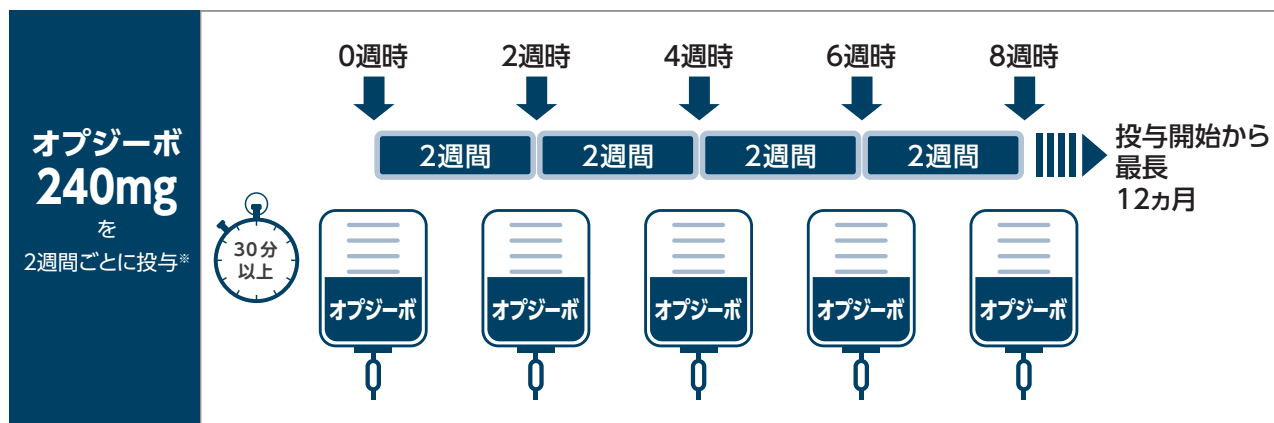 オプジーボ
240mg
を
2週間ごとに投与※
0週時 2週時 4週時 6週時 8週時
2週間 2週間 2週間 2週間
投与開始から
最長
12ヵ月
30分
以上
オプジーボ オプジーボ オプジーボ オプジーボ オプジーボ